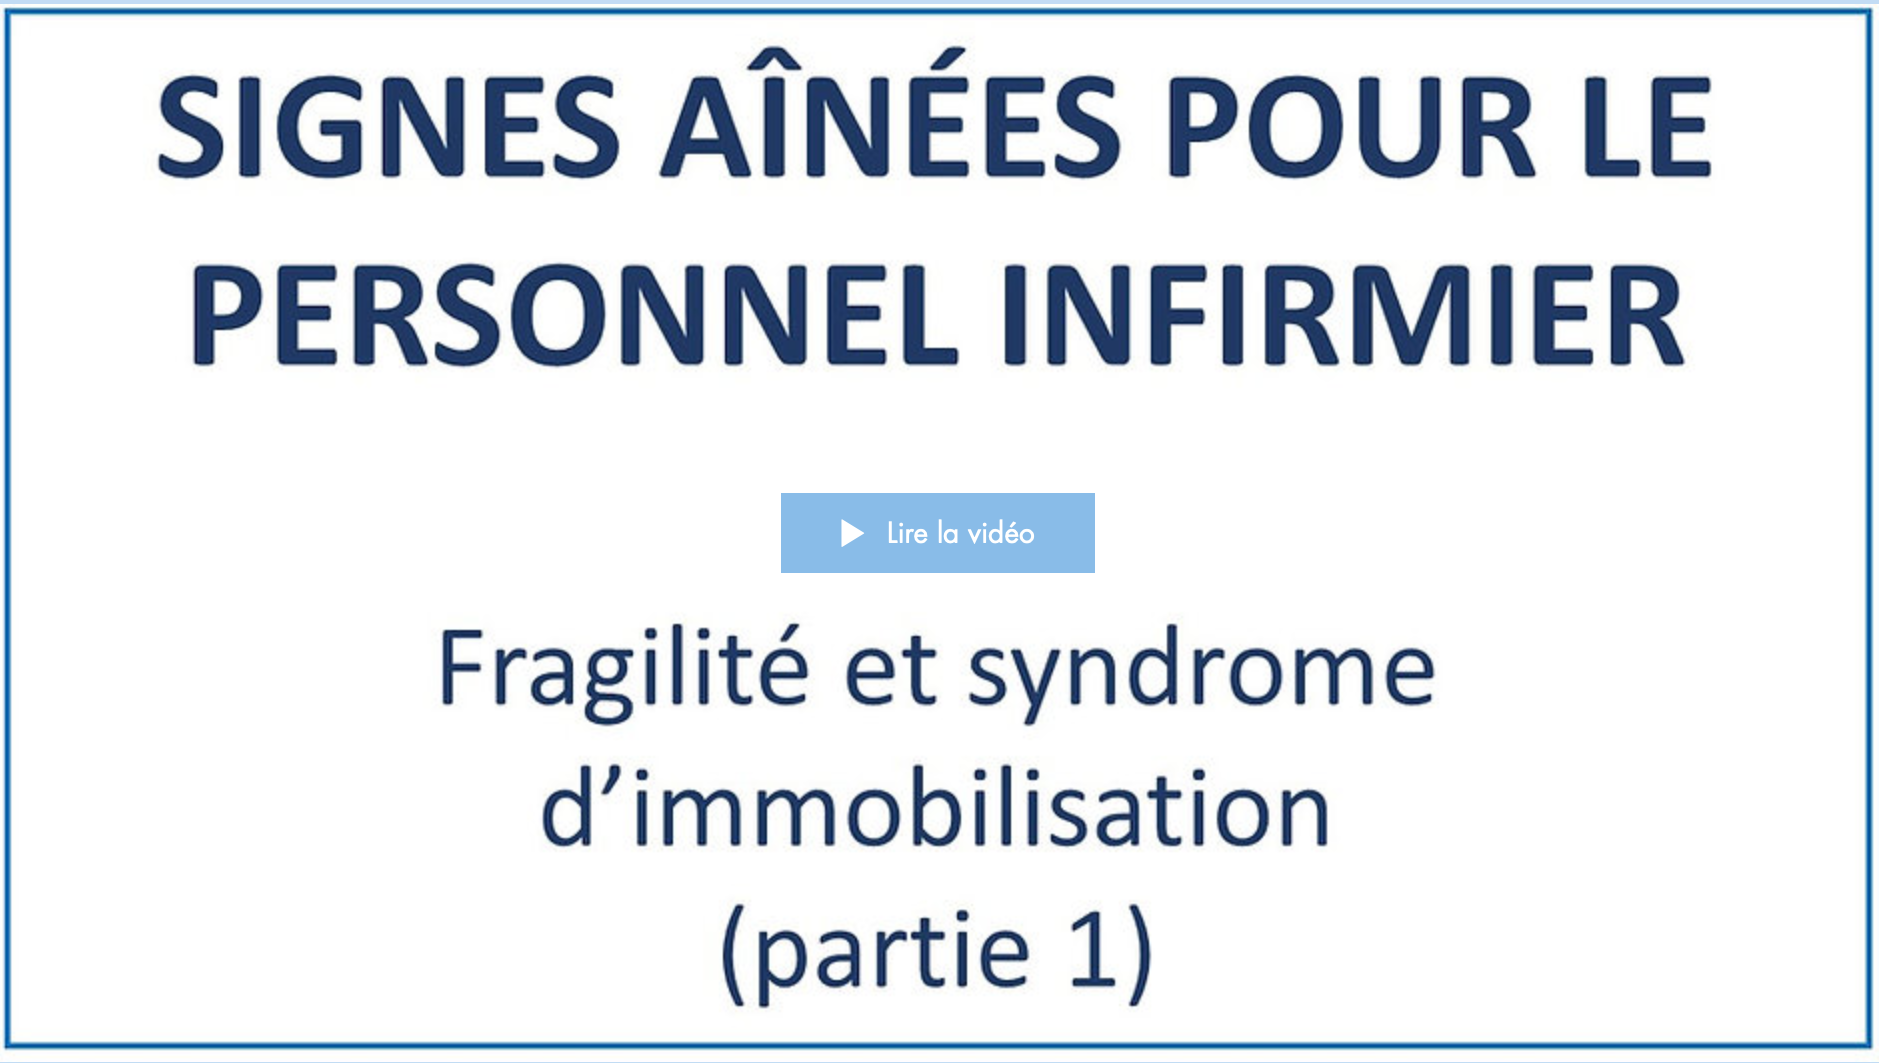 SIGNES AÎNÉES POUR LE
PERSONNEL INFIRMIER
Lire la vidéo
Fragilité et syndrome
d’immobilisation
(partie 1)